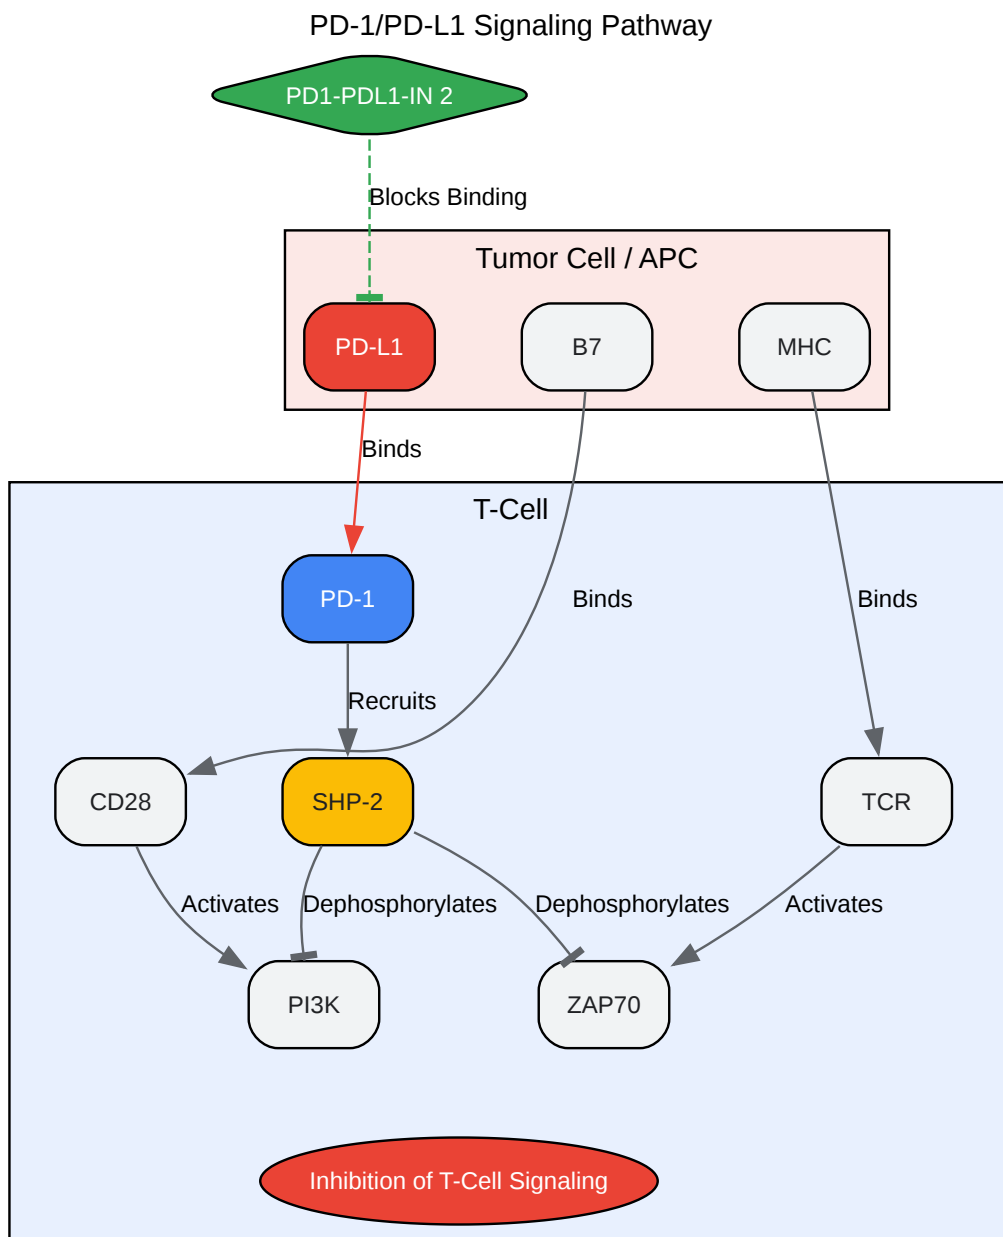 PD-1/PD-L1 Signaling Pathway
PD1-PDL1-IN 2
Blocks Binding
Tumor Cell / APC
PD-L1
B7
MHC
Binds
T-Cell
PD-1
Binds
Binds
Recruits
CD28
SHP-2
TCR
Activates
Dephosphorylates
Dephosphorylates
Activates
PI3K
ZAP70
Inhibition of T-Cell Signaling